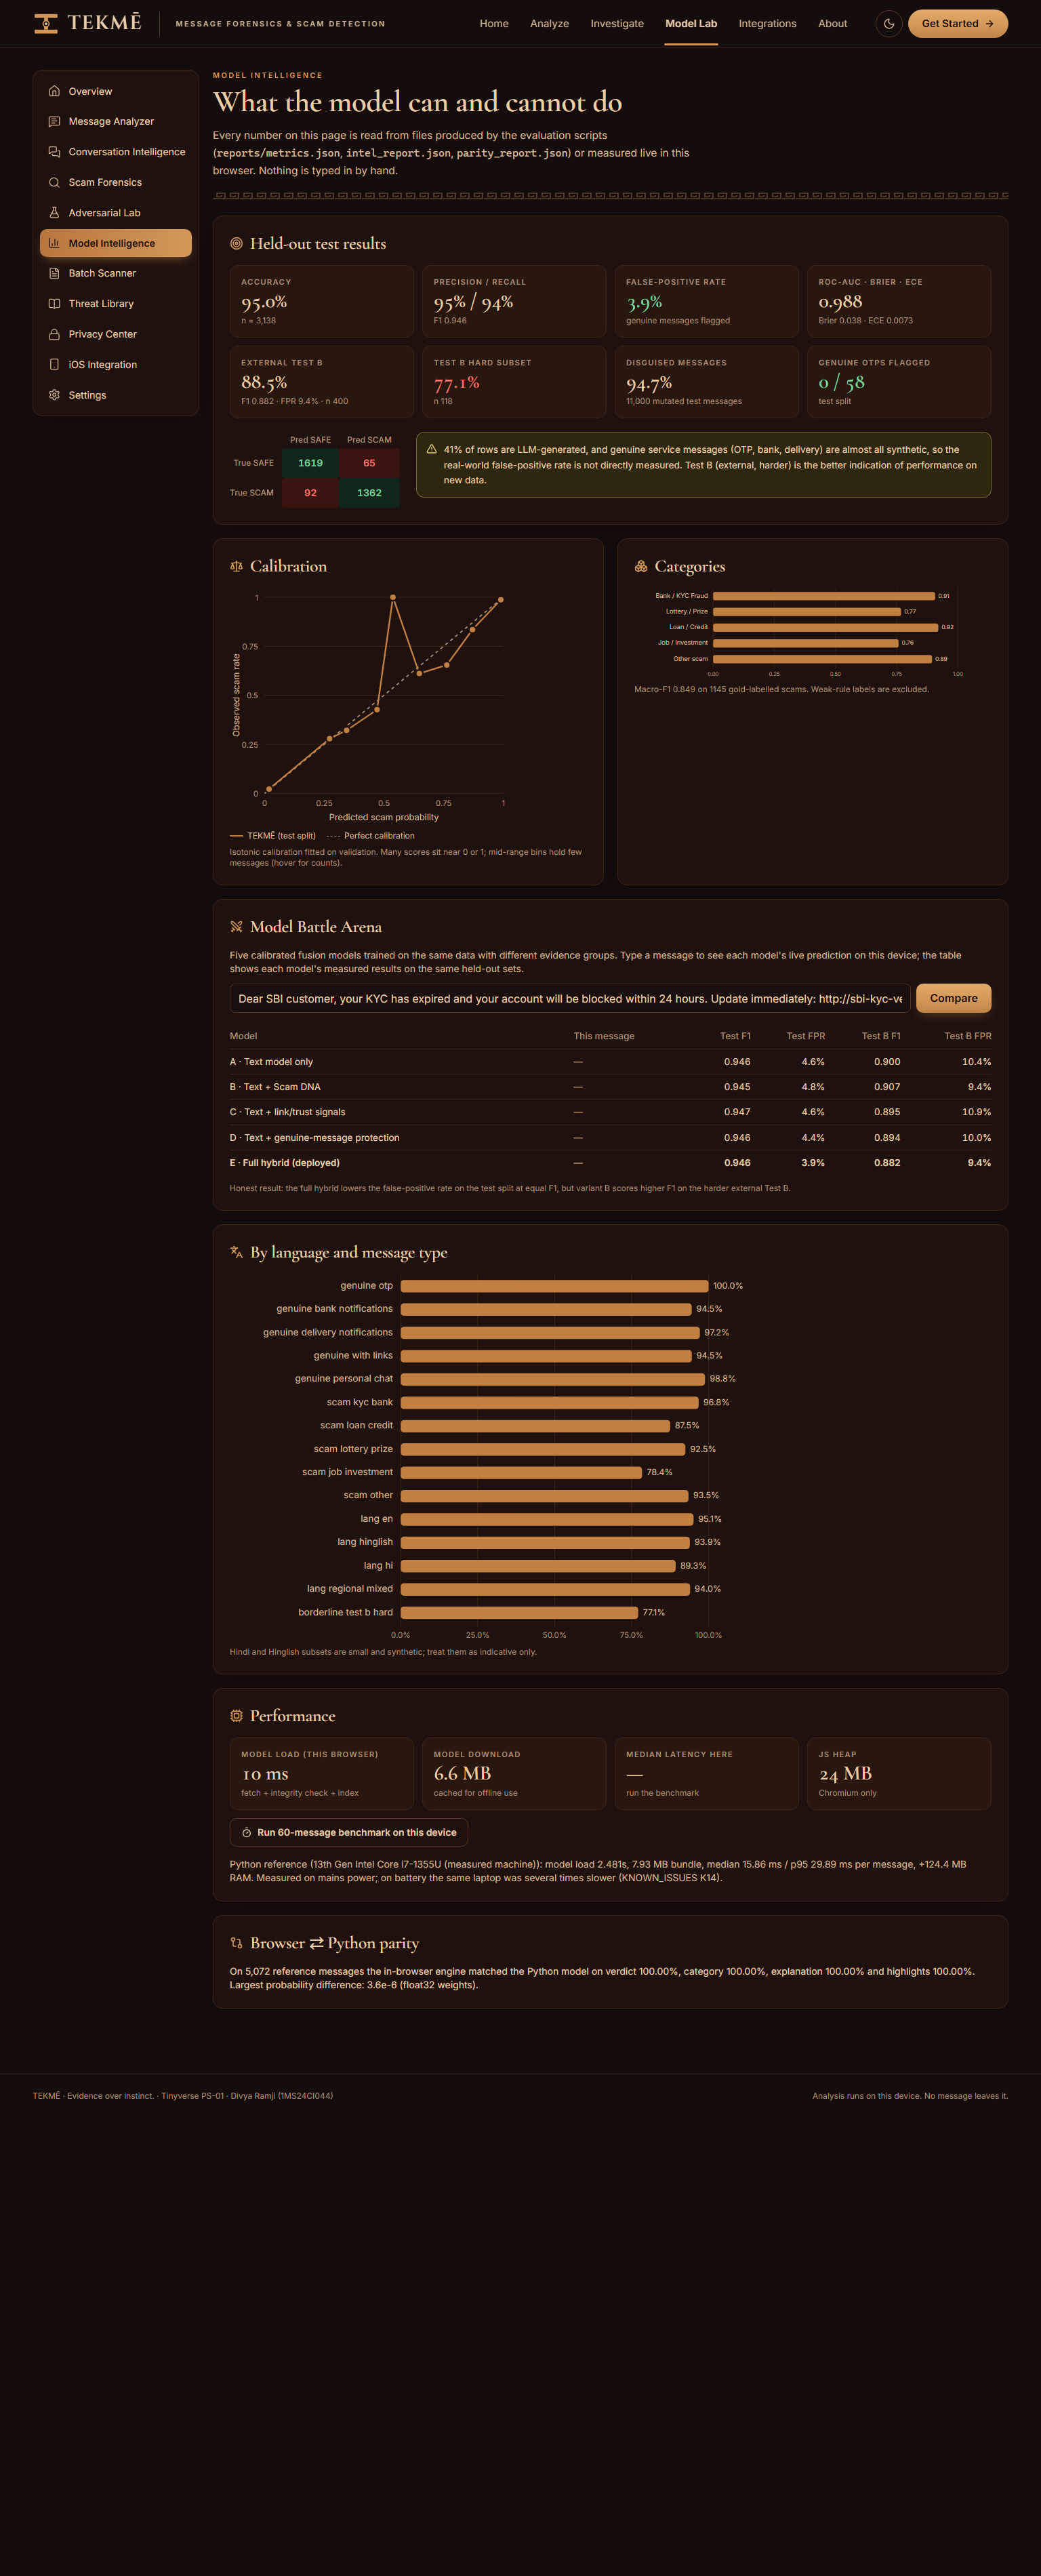 TEKMĒ
MESSAGE FORENSICS & SCAM DETECTION
Home
Analyze
Investigate
Model Lab
Integrations
About
Get Started →
Overview
Message Analyzer
Conversation Intelligence
Scam Forensics
Adversarial Lab
Model Intelligence
Batch Scanner
Threat Library
Privacy Center
iOS Integration
Settings
MODEL INTELLIGENCE
What the model can and cannot do
Every number on this page is read from files produced by the evaluation scripts
(reports/metrics.json, intel_report.json, parity_report.json) or measured live in this
browser. Nothing is typed in by hand.
Held-out test results
ACCURACY
95.0%
n = 3,138
PRECISION / RECALL
95% / 94%
F1 0.946
FALSE-POSITIVE RATE
3.9%
genuine messages flagged
ROC-AUC · BRIER · ECE
0.988
Brier 0.038 · ECE 0.0073
EXTERNAL TEST B
88.5%
F1 0.882 · FPR 9.4% · n 400
TEST B HARD SUBSET
77.1%
n 118
DISGUISED MESSAGES
94.7%
11,000 mutated test messages
GENUINE OTPS FLAGGED
0 / 58
test split
Pred SAFE Pred SCAM
True SAFE 1619 65
True SCAM 92 1362
41% of rows are LLM-generated, and genuine service messages (OTP, bank, delivery) are almost all synthetic, so the
real-world false-positive rate is not directly measured. Test B (external, harder) is the better indication of performance on
new data.
Calibration
Observed scam rate
1
0.75
0.5
0.25
0
0 0.25 0.5 0.75 1
Predicted scam probability
TEKMĒ (test split) Perfect calibration
Isotonic calibration fitted on validation. Many scores sit near 0 or 1; mid-range bins hold few
messages (hover for counts).
Categories
Bank / KYC Fraud 0.91
Lottery / Prize 0.77
Loan / Credit 0.92
Job / Investment 0.76
Other scam 0.89
0.00 0.25 0.50 0.75 1.00
Macro-F1 0.849 on 1145 gold-labelled scams. Weak-rule labels are excluded.
Model Battle Arena
Five calibrated fusion models trained on the same data with different evidence groups. Type a message to see each model's live prediction on this device; the table
shows each model's measured results on the same held-out sets.
Dear SBI customer, your KYC has expired and your account will be blocked within 24 hours. Update immediately: http://sbi-kyc-ve
Compare
Model This message Test F1 Test FPR Test B F1 Test B FPR
A · Text model only — 0.946 4.6% 0.900 10.4%
B · Text + Scam DNA — 0.945 4.8% 0.907 9.4%
C · Text + link/trust signals — 0.947 4.6% 0.895 10.9%
D · Text + genuine-message protection — 0.946 4.4% 0.894 10.0%
E · Full hybrid (deployed) — 0.946 3.9% 0.882 9.4%
Honest result: the full hybrid lowers the false-positive rate on the test split at equal F1, but variant B scores higher F1 on the harder external Test B.
By language and message type
genuine otp 100.0%
genuine bank notifications 94.5%
genuine delivery notifications 97.2%
genuine with links 94.5%
genuine personal chat 98.8%
scam kyc bank 96.8%
scam loan credit 87.5%
scam lottery prize 92.5%
scam job investment 78.4%
scam other 93.5%
lang en 95.1%
lang hinglish 93.9%
lang hi 89.3%
lang regional mixed 94.0%
borderline test b hard 77.1%
0.0% 25.0% 50.0% 75.0% 100.0%
Hindi and Hinglish subsets are small and synthetic; treat them as indicative only.
Performance
MODEL LOAD (THIS BROWSER)
10 ms
fetch + integrity check + index
MODEL DOWNLOAD
6.6 MB
cached for offline use
MEDIAN LATENCY HERE
—
run the benchmark
JS HEAP
24 MB
Chromium only
Run 60-message benchmark on this device
Python reference (13th Gen Intel Core i7-1355U (measured machine)): model load 2.481s, 7.93 MB bundle, median 15.86 ms / p95 29.89 ms per message, +124.4 MB
RAM. Measured on mains power; on battery the same laptop was several times slower (KNOWN_ISSUES K14).
Browser ⇄ Python parity
On 5,072 reference messages the in-browser engine matched the Python model on verdict 100.00%, category 100.00%, explanation 100.00% and highlights 100.00%.
Largest probability difference: 3.6e-6 (float32 weights).
TEKMĒ · Evidence over instinct. · Tinyverse PS-01 · Divya Ramji (1MS24CI044)
Analysis runs on this device. No message leaves it.